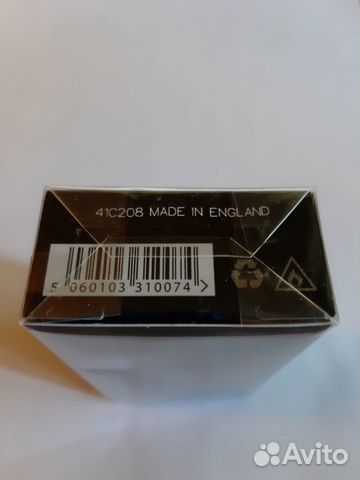 41C208 MADE IN ENGLAND
5 060103 310074 >
Avito